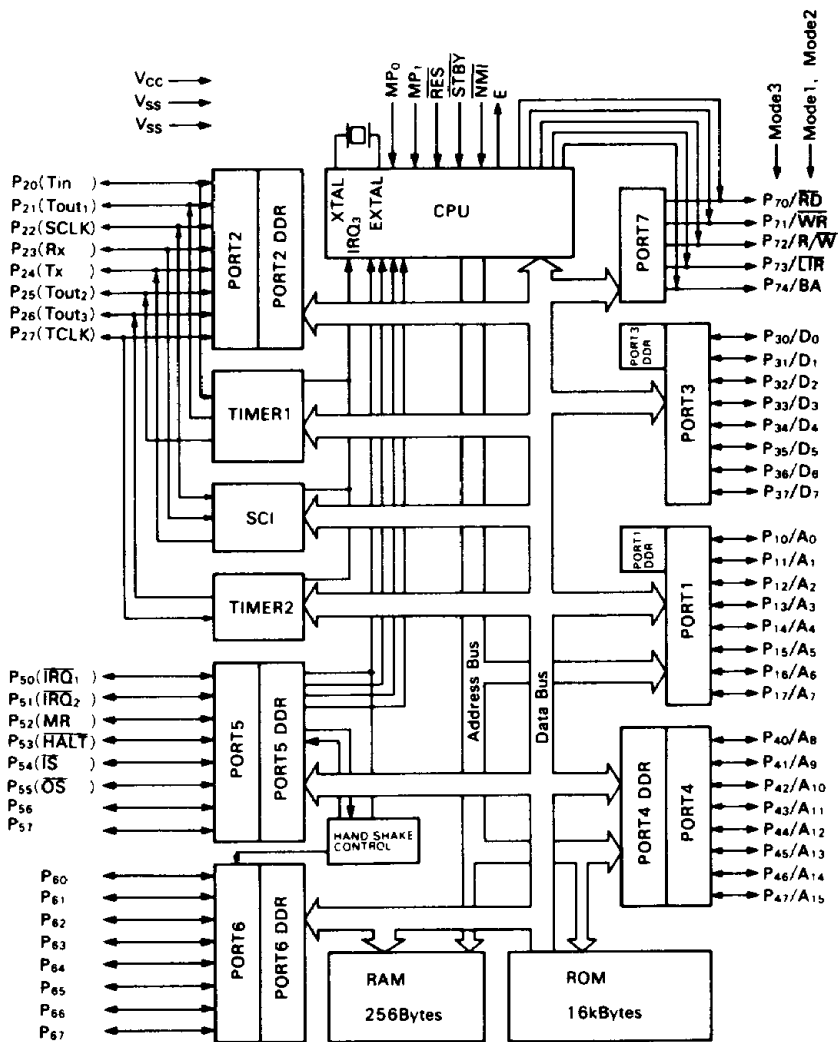 Mode3
Mode1, Mode2
VCC
VSS
VSS
MP0
MP1
RES
STBY
NMI
E
XTAL
IRQ3
EXTAL
CPU
P20(Tin )
P21(Tout1)
P22(SCLK)
P23(Rx )
P24(Tx )
P25(Tout2)
P26(Tout3)
P27(TCLK)
PORT2
PORT2 DDR
PORT7
P70/RD
P71/WR
P72/R/W
P73/LIR
P74/BA
TIMER1
SCI
TIMER2
PORT3 DDR
PORT3
P30/D0
P31/D1
P32/D2
P33/D3
P34/D4
P35/D5
P36/D6
P37/D7
PORT1 DDR
PORT1
P10/A0
P11/A1
P12/A2
P13/A3
P14/A4
P15/A5
P16/A6
P17/A7
Address Bus
Data Bus
P50(IRQ1)
P51(IRQ2)
P52(MR )
P53(HALT)
P54(IS )
P55(OS )
P56
P57
PORT5
PORT5 DDR
HAND SHAKE
CONTROL
PORT4 DDR
PORT4
P40/A8
P41/A9
P42/A10
P43/A11
P44/A12
P45/A13
P46/A14
P47/A15
P60
P61
P62
P63
P64
P65
P66
P67
PORT6
PORT6 DDR
RAM
256Bytes
ROM
16kBytes